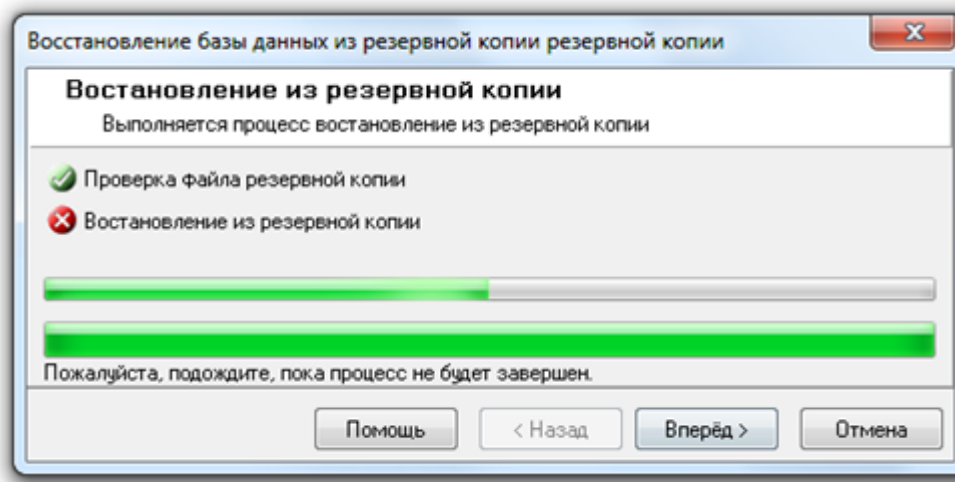 Восстановление базы данных из резервной копии резервной копии
Востановление из резервной копии
Выполняется процесс востановление из резервной копии
Проверка файла резервной копии
Востановление из резервной копии
Пожалуйста, подождите, пока процесс не будет завершен.
Помощь
< Назад
Вперёд >
Отмена